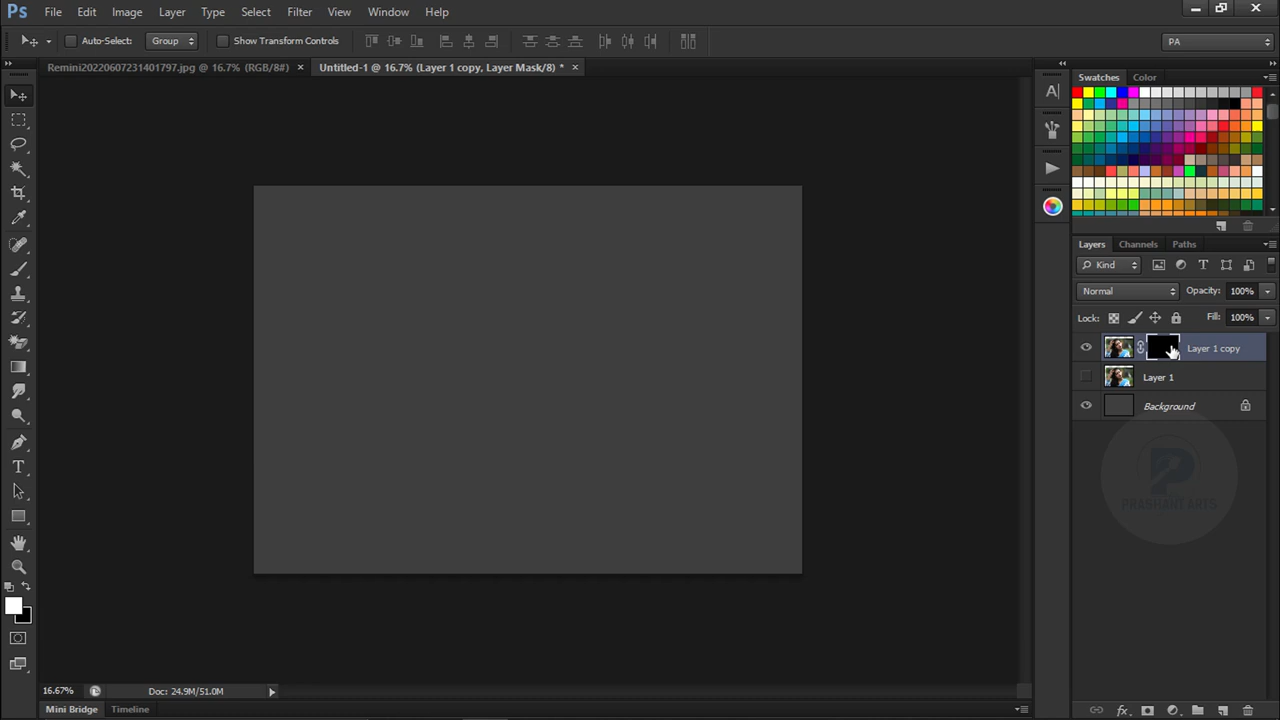 Ps File Edit Image Layer Type Select Filter View Window Help
Auto-Select: Group Show Transform Controls PA
Remini20220607231401797.jpg @ 16.7% (RGB/8#) × Untitled-1 @ 16.7% (Layer 1 copy, Layer Mask/8) * ×
Swatches Color
Layers Channels Paths
Kind
Normal Opacity: 100%
Lock: Fill: 100%
Layer 1 copy
Layer 1
Background
PRASHANT ARTS
16.67% Doc: 24.9M/51.0M
Mini Bridge Timeline